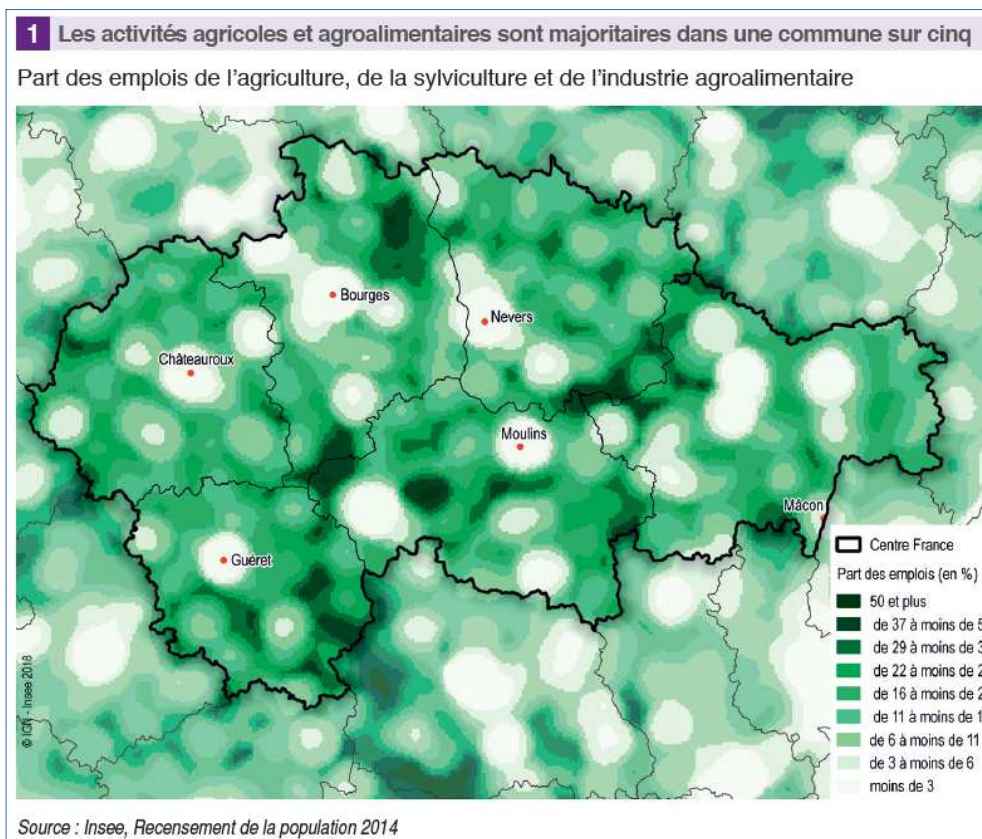 1 Les activités agricoles et agroalimentaires sont majoritaires dans une commune sur cinq
Part des emplois de l'agriculture, de la sylviculture et de l'industrie agroalimentaire
Bourges
Nevers
Châteauroux
Moulins
Mâcon
Guéret
Centre France
Part des emplois (en %)
50 et plus
de 37 à moins de 5
de 29 à moins de 3
de 22 à moins de 2
de 16 à moins de 2
de 11 à moins de 1
de 6 à moins de 11
de 3 à moins de 6
moins de 3
© IGN - Insee 2018
Source : Insee, Recensement de la population 2014